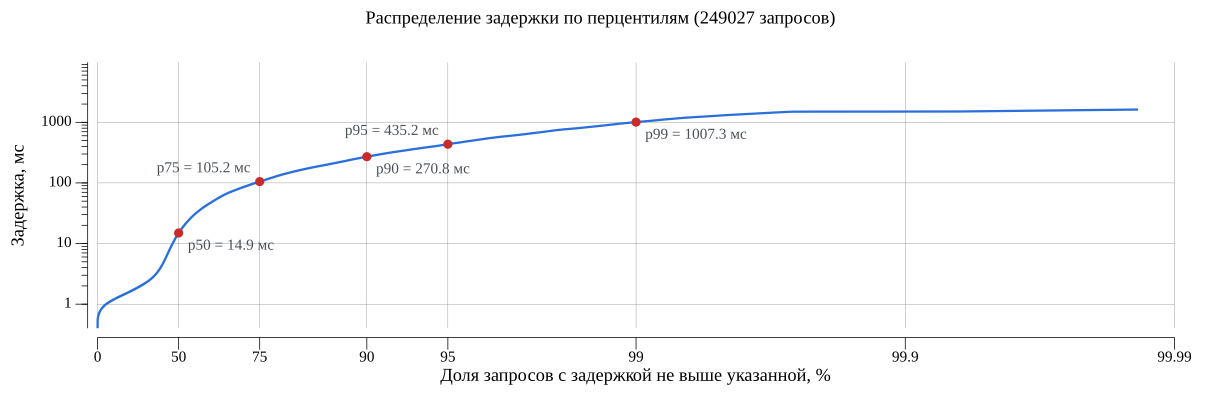 Распределение задержки по перцентилям (249027 запросов)
Задержка, мс
1000
100
10
1
p50 = 14.9 мс
p75 = 105.2 мс
p90 = 270.8 мс
p95 = 435.2 мс
p99 = 1007.3 мс
0 50 75 90 95 99 99.9 99.99
Доля запросов с задержкой не выше указанной, %